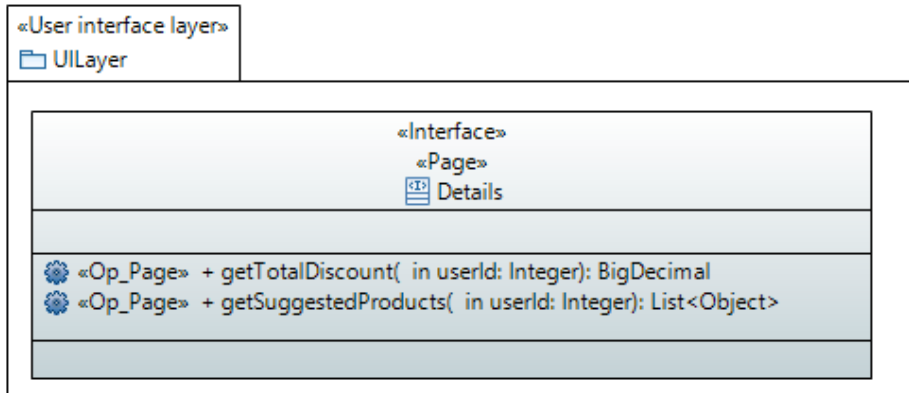 «User interface layer»
UILayer
«Interface»
«Page»
<I> Details
«Op_Page» + getTotalDiscount( in userId: Integer): BigDecimal
«Op_Page» + getSuggestedProducts( in userId: Integer): List<Object>